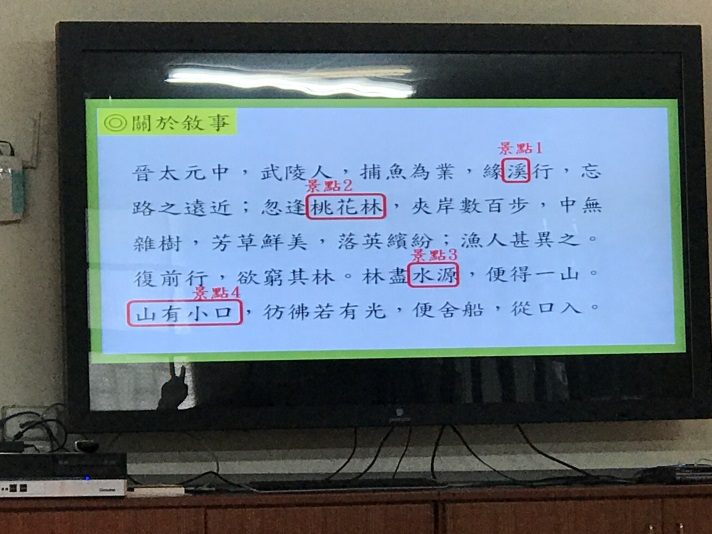 ◎關於敘事
景點1
晉太元中，武陵人，捕魚為業，緣溪行，忘
景點2
路之遠近；忽逢桃花林，夾岸數百步，中無
雜樹，芳草鮮美，落英繽紛；漁人甚異之。
景點3
復前行，欲窮其林。林盡水源，便得一山。
景點4
山有小口，彷彿若有光，便舍船，從口入。